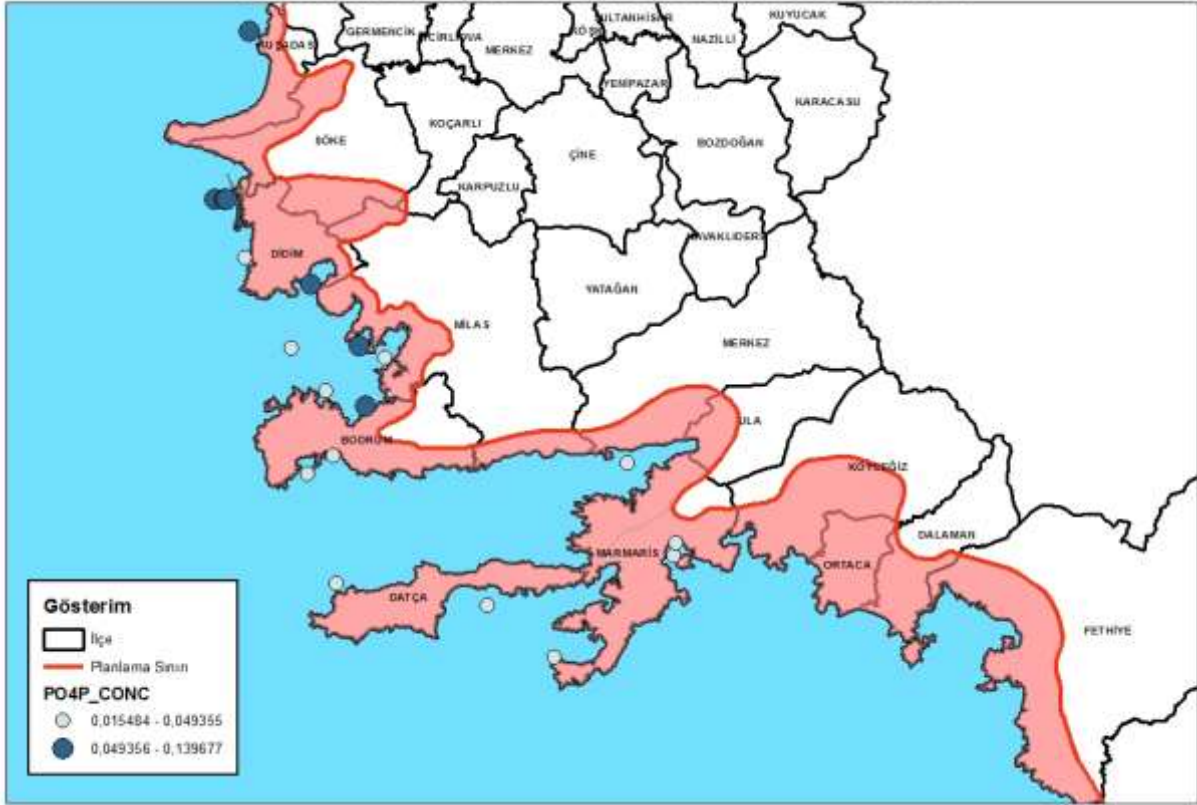 SULTANHİSAR
KUYUCAK
KUŞADASI
GERMENCİK
İNCİRLİOVA
MERKEZ
KÖŞK
NAZİLLİ
YENİPAZAR
KARACASU
KOÇARLI
SÖKE
ÇİNE
BOZDOĞAN
KARPUZLU
KAVAKLIDERE
DİDİM
YATAĞAN
MİLAS
MERKEZ
ULA
BODRUM
KÖYCEĞİZ
DALAMAN
MARMARİS
ORTACA
DATÇA
FETHİYE
Gösterim
İlçe
Planlama Sınırı
PO4P_CONC
0,015484 - 0,049355
0,049356 - 0,139677